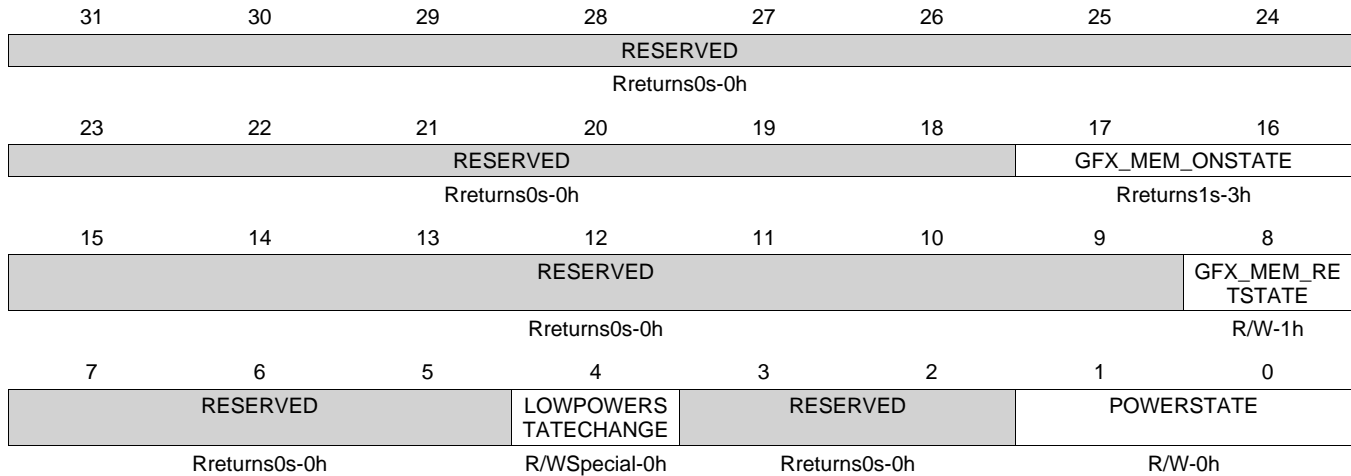 31 30 29 28 27 26 25 24
RESERVED
Rreturns0s-0h
23 22 21 20 19 18 17 16
RESERVED GFX_MEM_ONSTATE
Rreturns0s-0h Rreturns1s-3h
15 14 13 12 11 10 9 8
RESERVED GFX_MEM_RE
TSTATE
Rreturns0s-0h R/W-1h
7 6 5 4 3 2 1 0
RESERVED LOWPOWERS RESERVED POWERSTATE
TATECHANGE
Rreturns0s-0h R/WSpecial-0h Rreturns0s-0h R/W-0h